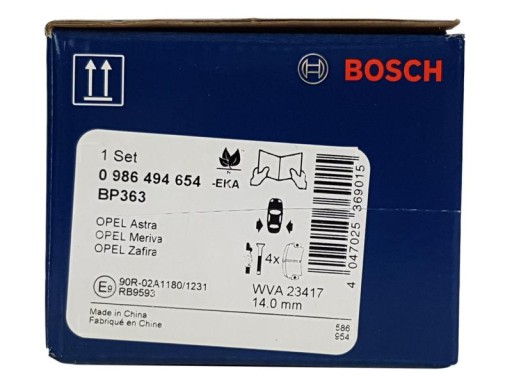 BOSCH
1 Set
0 986 494 654 -EKA
BP363
OPEL Astra
OPEL Meriva
OPEL Zafira
4x
E9 90R-02A1180/1231
RB9593
WVA 23417
14.0 mm
Made in China
Fabriqué en Chine
586
954
4 047025 369015